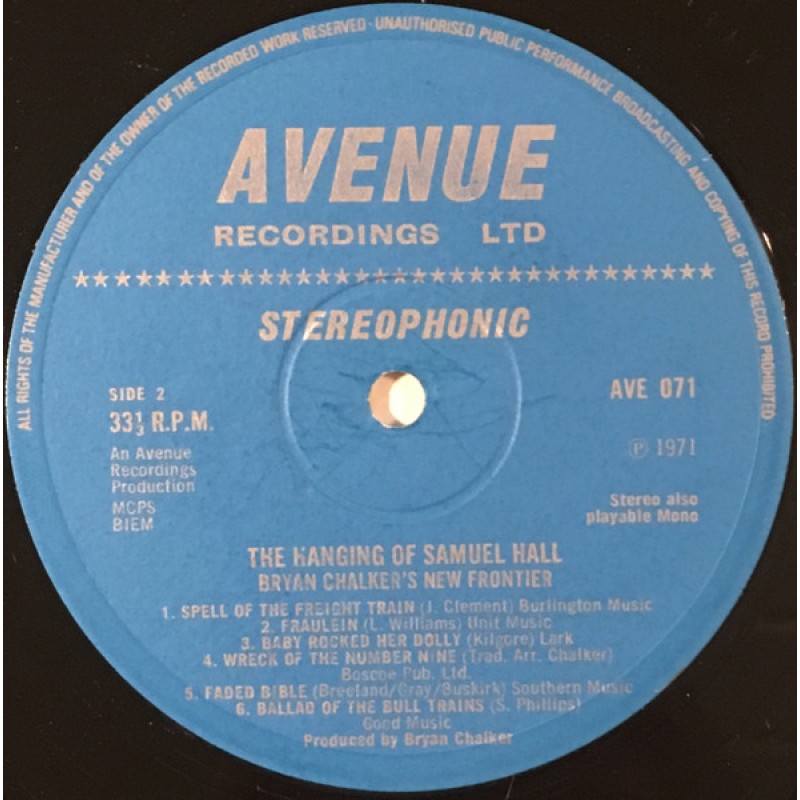 ALL RIGHTS OF THE MANUFACTURER AND OF THE OWNER OF THE RECORDED WORK RESERVED · UNAUTHORISED PUBLIC PERFORMANCE BROADCASTING AND COPYING OF THIS RECORD PROHIBITED
AVENUE
RECORDINGS LTD
STEREOPHONIC
SIDE 2
33⅓ R.P.M.
An Avenue
Recordings
Production
MCPS
BIEM
AVE 071
Ⓟ 1971
Stereo also
playable Mono
THE HANGING OF SAMUEL HALL
BRYAN CHALKER'S NEW FRONTIER
1. SPELL OF THE FREIGHT TRAIN (J. Clement) Burlington Music
2. FRAULEIN (L. Williams) Unit Music
3. BABY ROCKED HER DOLLY (Kilgore) Lark
4. WRECK OF THE NUMBER NINE (Trad. Arr. Chalker)
Boscoe Pub. Ltd.
5. FADED BIBLE (Breeland/Gray/Buskirk) Southern Music
6. BALLAD OF THE BULL TRAINS (S. Phillips)
Good Music
Produced by Bryan Chalker